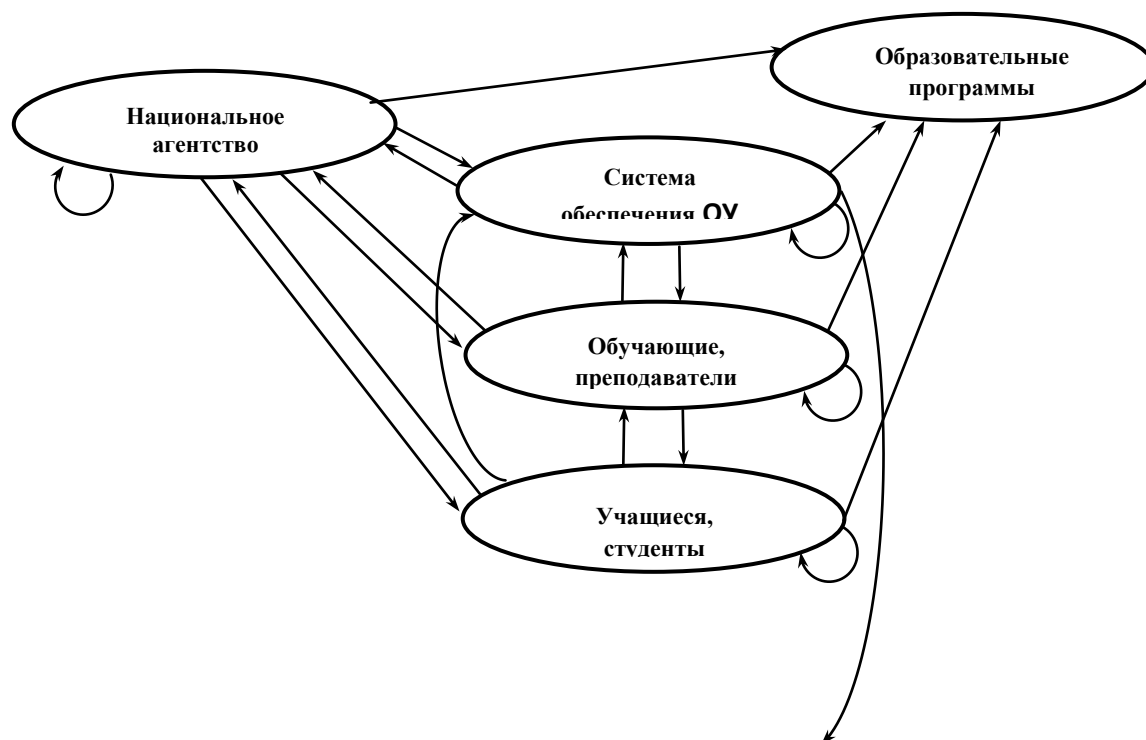 Образовательные
программы
Национальное
агентство
Система
обеспечения ОУ
Обучающие,
преподаватели
Учащиеся,
студенты